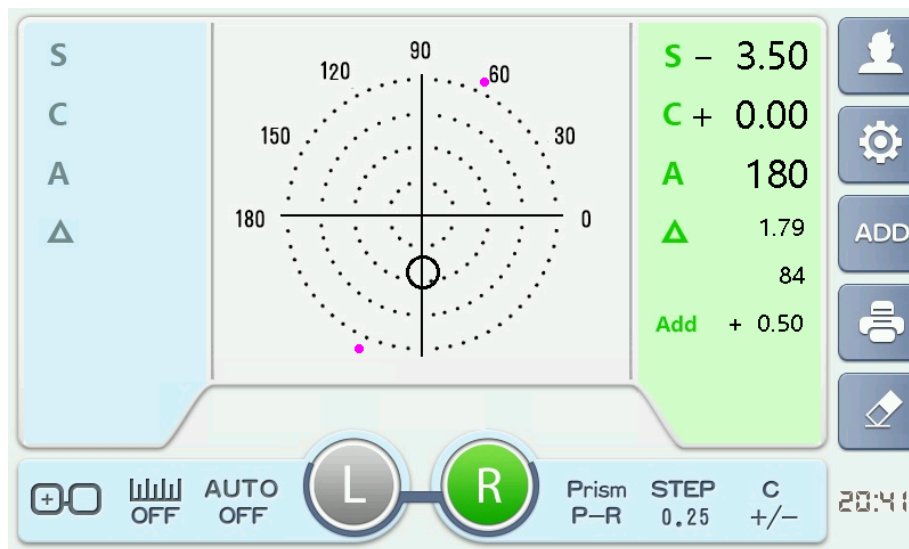 S
C
A
Δ
90
120
60
150
30
180
0
S - 3.50
C + 0.00
A 180
Δ 1.79
84
Add + 0.50
ADD
OFF
AUTO
OFF
L
R
Prism
P-R
STEP
0.25
C
+/-
20:41